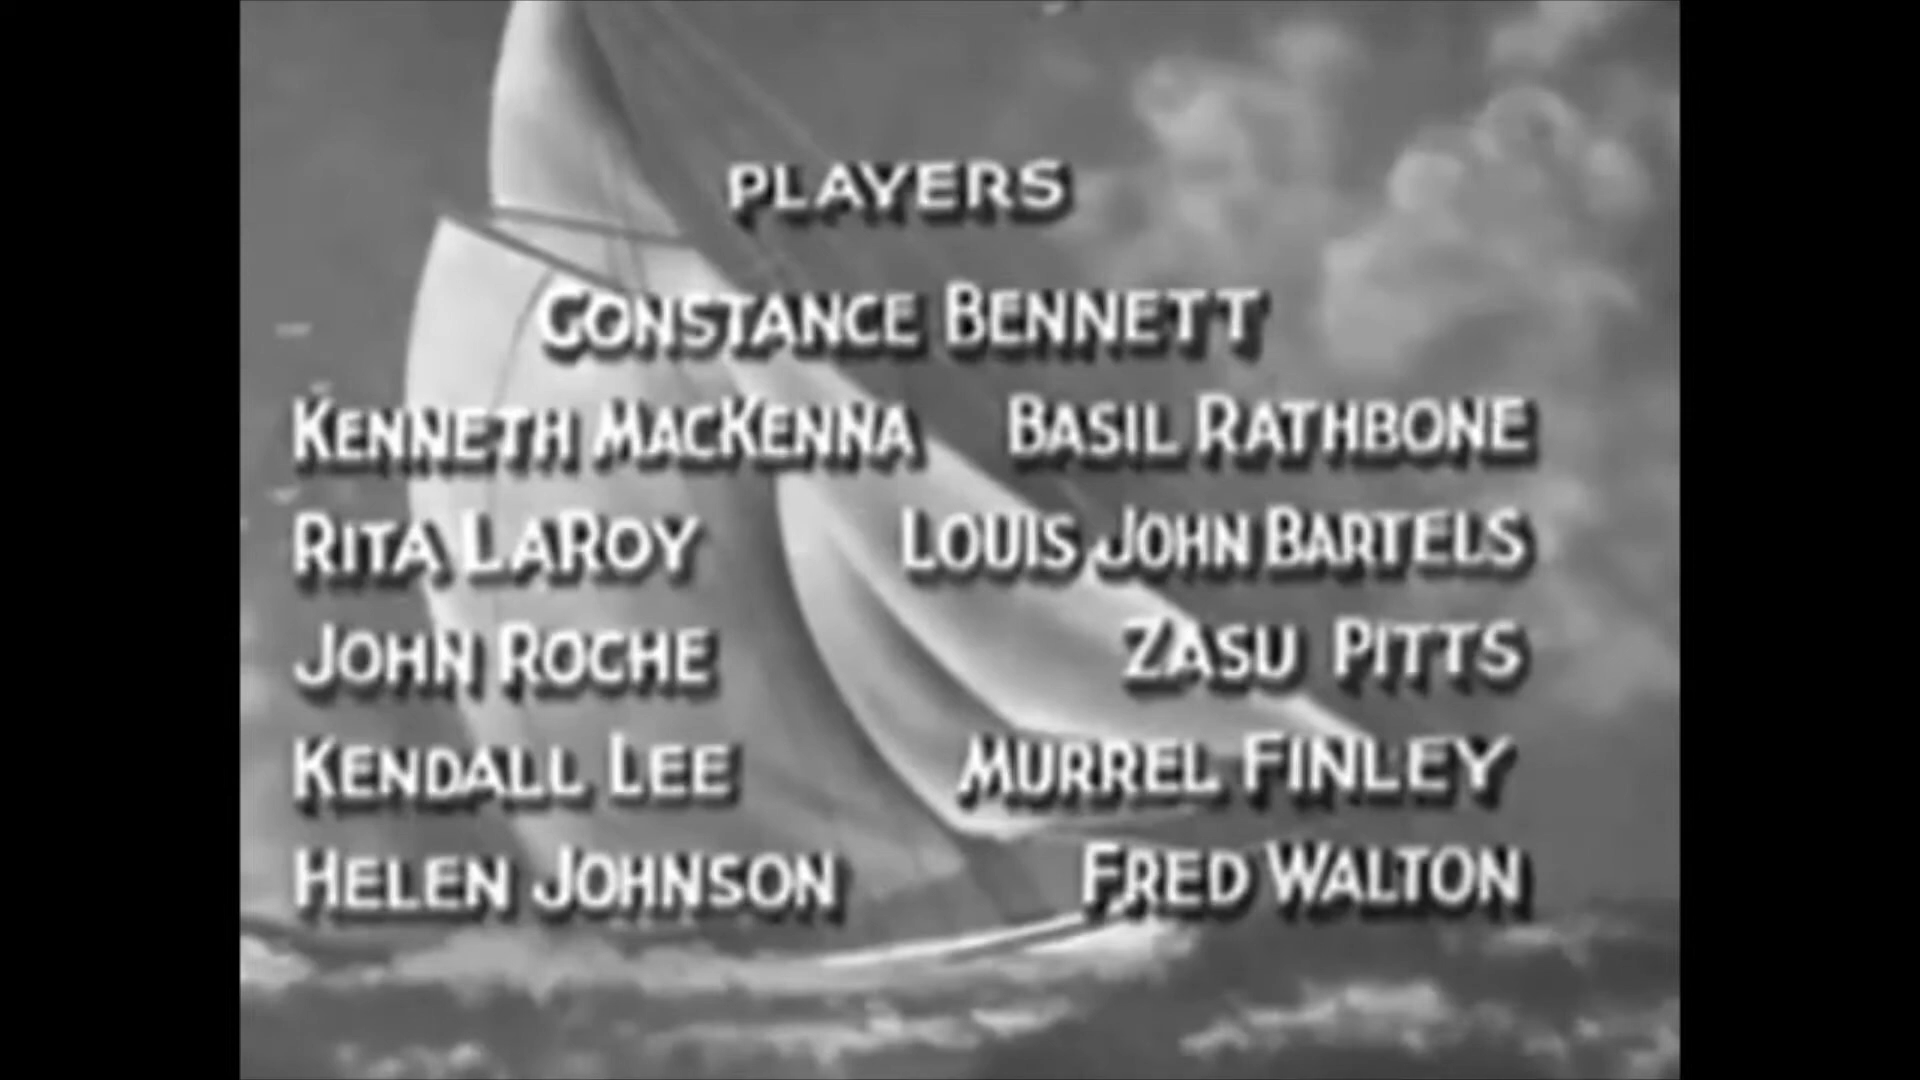 PLAYERS
CONSTANCE BENNETT
KENNETH MACKENNA BASIL RATHBONE
RITA LAROY LOUIS JOHN BARTELS
JOHN ROCHE ZASU PITTS
KENDALL LEE MURREL FINLEY
HELEN JOHNSON FRED WALTON